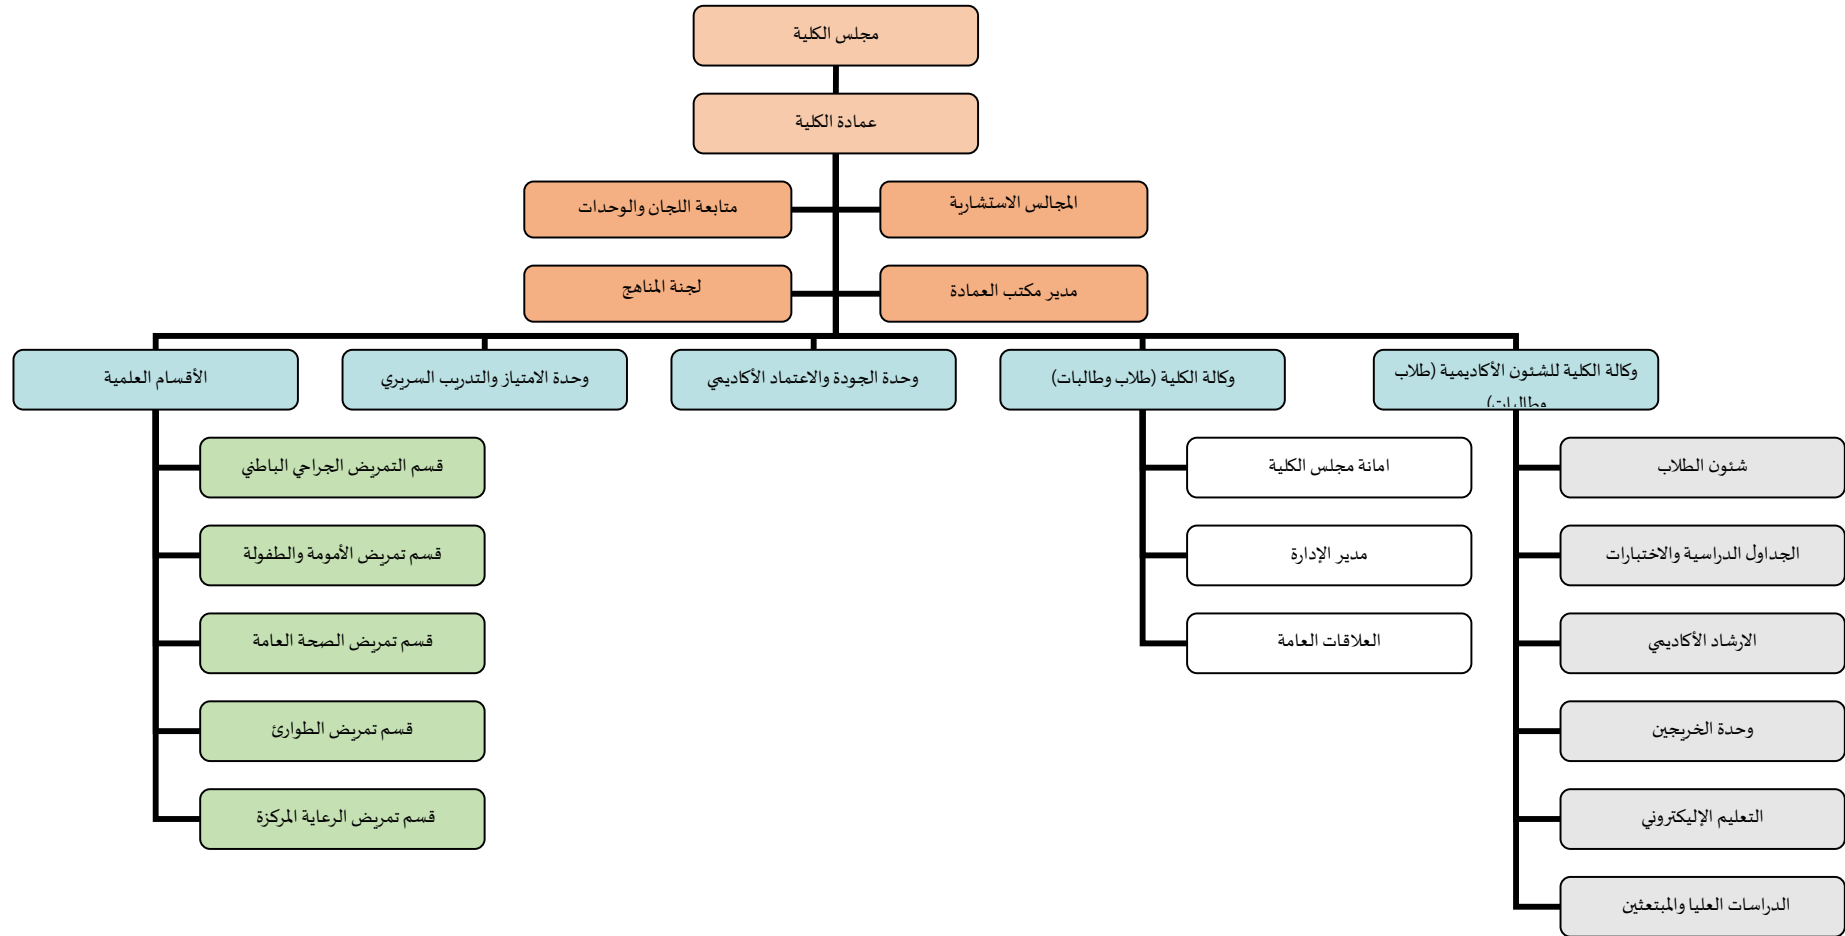 مجلس الكلية
عمادة الكلية
المجالس الاستشارية
متابعة اللجان والوحدات
مدير مكتب العمادة
لجنة المناهج
وكالة الكلية للشئون الأكاديمية (طلاب
وطالبات)
وكالة الكلية (طلاب وطالبات)
وحدة الجودة والاعتماد الأكاديمي
وحدة الامتياز والتدريب السريري
الأقسام العلمية
شئون الطلاب
الجداول الدراسية والاختبارات
الارشاد الأكاديمي
وحدة الخريجين
التعليم الإليكتروني
الدراسات العليا والمبتعثين
امانة مجلس الكلية
مدير الإدارة
العلاقات العامة
قسم التمريض الجراحي الباطني
قسم تمريض الأمومة والطفولة
قسم تمريض الصحة العامة
قسم تمريض الطوارئ
قسم تمريض الرعاية المركزة